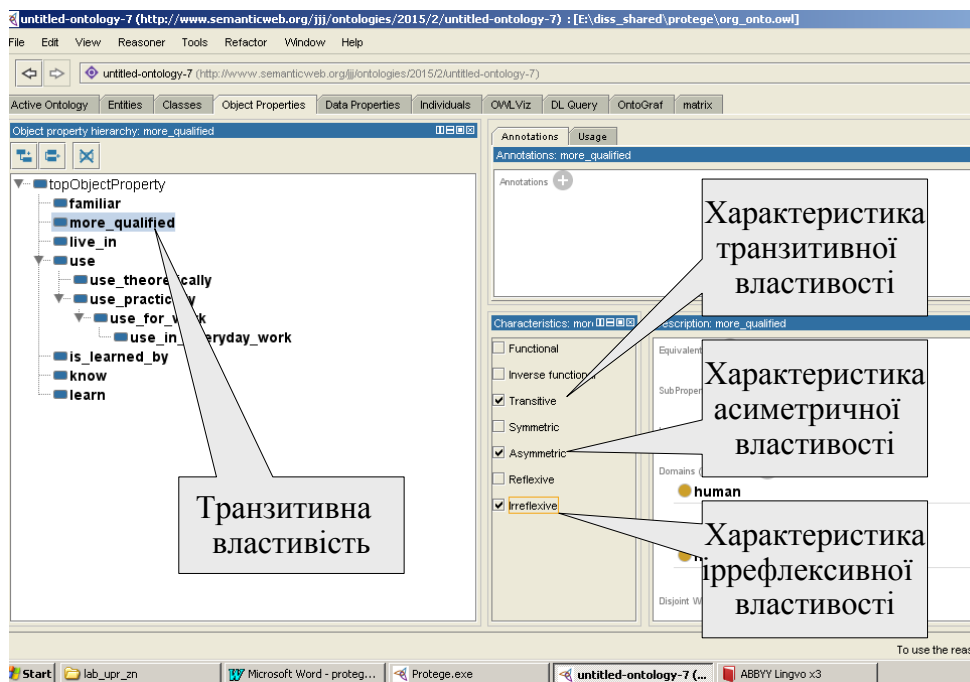 untitled-ontology-7 (http://www.semanticweb.org/jjj/ontologies/2015/2/untitled-ontology-7) : [E:\diss_shared\protege\org_onto.owl]
File Edit View Reasoner Tools Refactor Window Help
untitled-ontology-7 (http://www.semanticweb.org/jjj/ontologies/2015/2/untitled-ontology-7)
Active Ontology Entities Classes Object Properties Data Properties Individuals OWLViz DL Query OntoGraf matrix
Object property hierarchy: more_qualified
topObjectProperty
familiar
more_qualified
live_in
use
use_theoretically
use_practically
use_for_work
use_in_everyday_work
is_learned_by
know
learn
Транзитивна
властивість
Annotations Usage
Annotations: more_qualified
Annotations
Характеристика
транзитивної
властивості
Characteristics: mor
Functional
Inverse functional
Transitive
Symmetric
Asymmetric
Reflexive
Irreflexive
Description: more_qualified
Equivalent
SubProper
Характеристика
асиметричної
властивості
Domains (
human
Характеристика
іррефлексивної
властивості
Disjoint W
To use the reas
Start lab_upr_zn Microsoft Word - proteg... Protege.exe untitled-ontology-7 (... ABBYY Lingvo x3